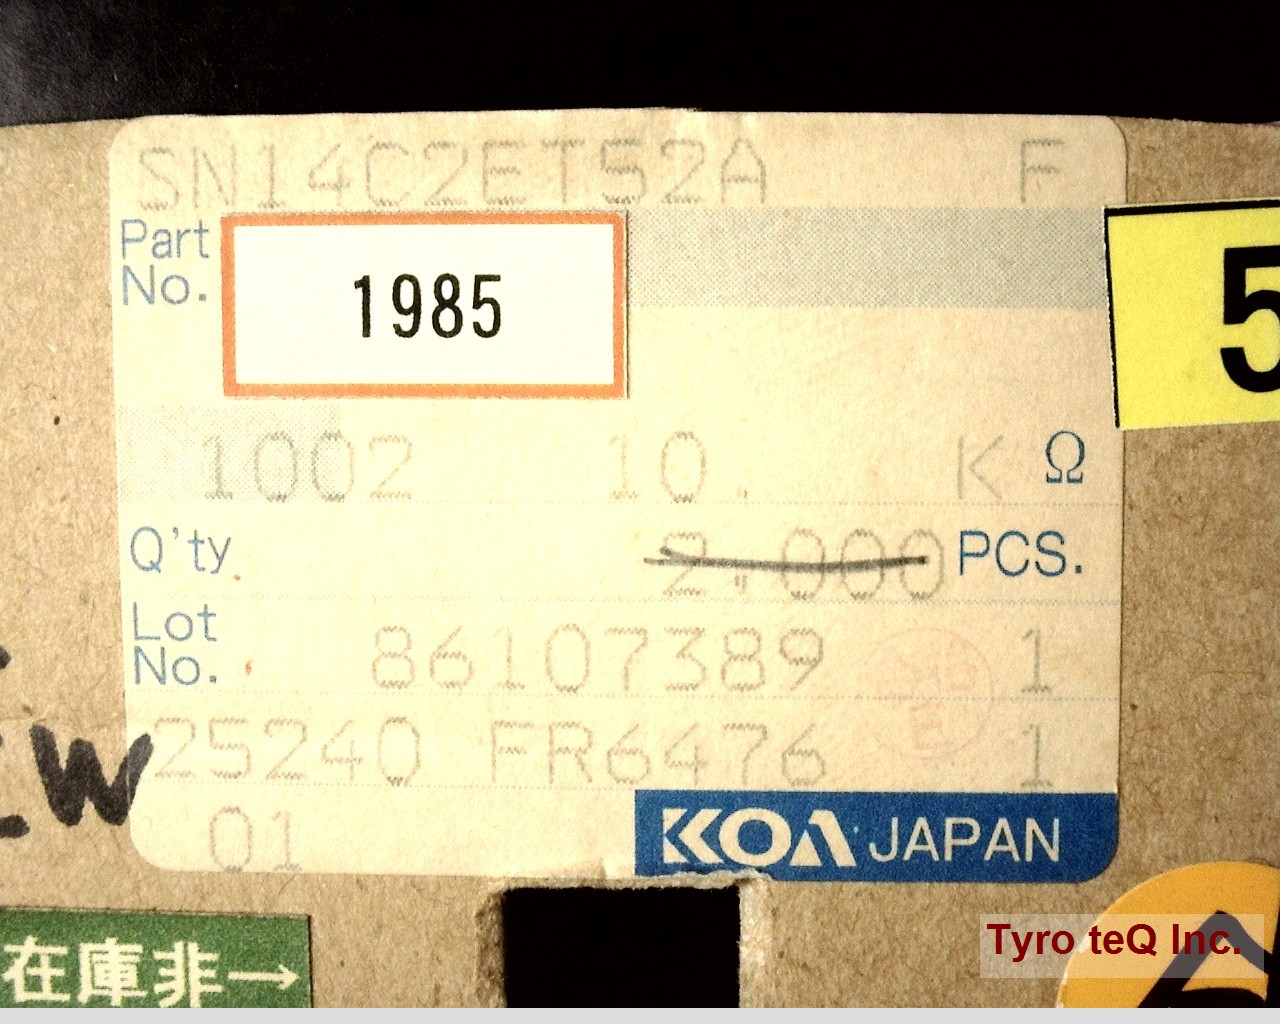 SN14C2ET52A F
Part No.
1985
5
1002 10. K Ω
Q'ty 2,000 PCS.
Lot No. 86107389 1
25240 FR6476 1
01
KOA JAPAN
在庫非→
Tyro teQ Inc.